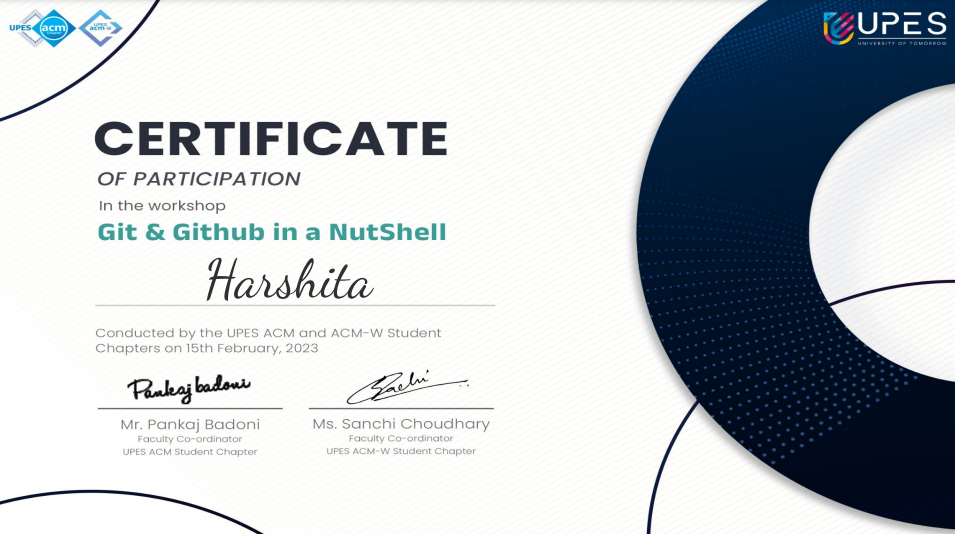 UPES acm
UPES acm-w
UPES
UNIVERSITY OF TOMORROW
CERTIFICATE
OF PARTICIPATION
In the workshop
Git & Github in a NutShell
Harshita
Conducted by the UPES ACM and ACM-W Student
Chapters on 15th February, 2023
Pankaj badoni
Mr. Pankaj Badoni
Faculty Co-ordinator
UPES ACM Student Chapter
Ms. Sanchi Choudhary
Faculty Co-ordinator
UPES ACM-W Student Chapter